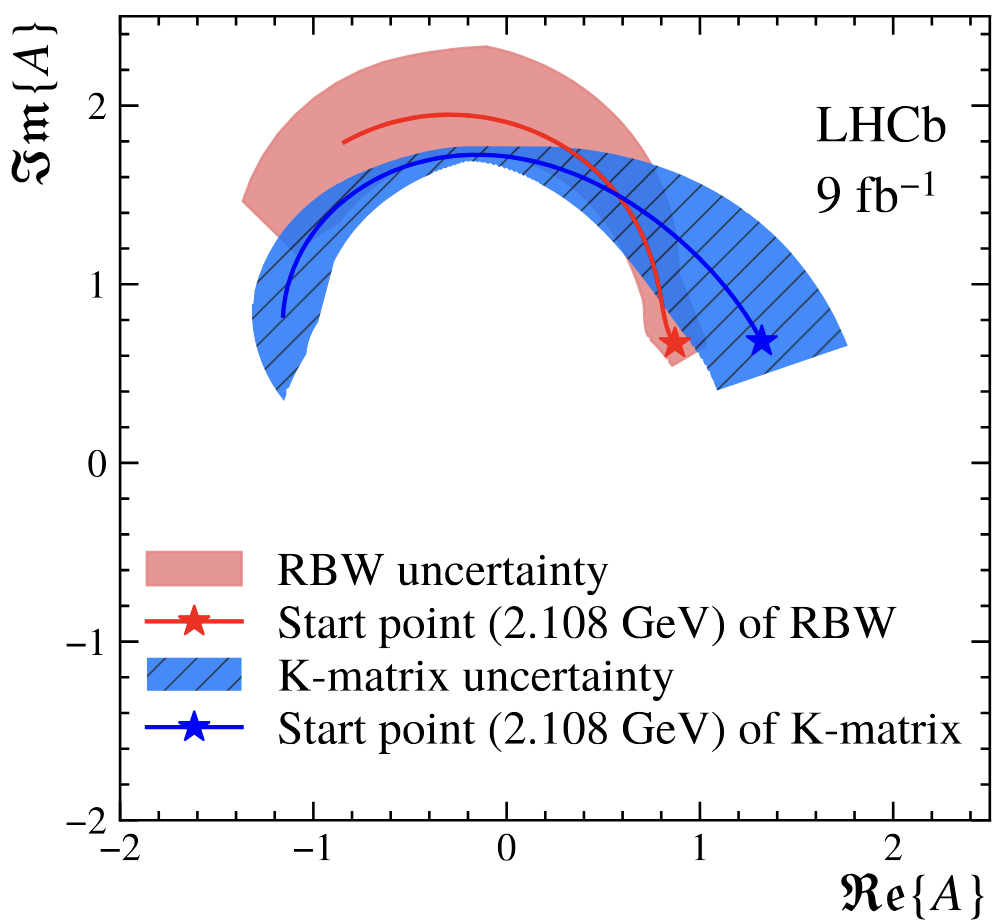 ℑ𝔪{A}
2
1
0
−1
−2
LHCb
9 fb⁻¹
RBW uncertainty
Start point (2.108 GeV) of RBW
K-matrix uncertainty
Start point (2.108 GeV) of K-matrix
−2 −1 0 1 2
ℜ𝔢{A}